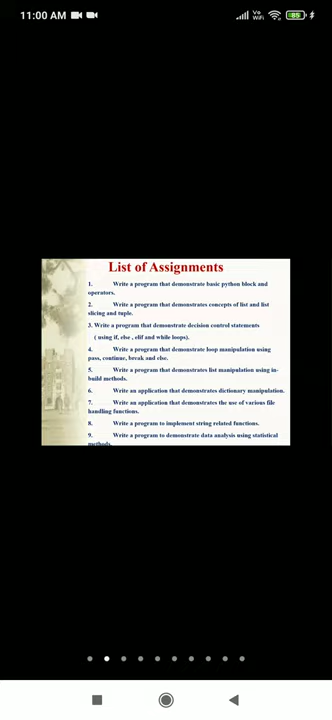 11:00 AM
Vo
WiFi
85
List of Assignments
1. Write a program that demonstrate basic python block and
operators.
2. Write a program that demonstrates concepts of list and list
slicing and tuple.
3. Write a program that demonstrate decision control statements
( using if, else , elif and while loops).
4. Write a program that demonstrate loop manipulation using
pass, continue, break and else.
5. Write a program that demonstrates list manipulation using in-
build methods.
6. Write an application that demonstrates dictionary manipulation.
7. Write an application that demonstrates the use of various file
handling functions.
8. Write a program to implement string related functions.
9. Write a program to demonstrate data analysis using statistical
methods.